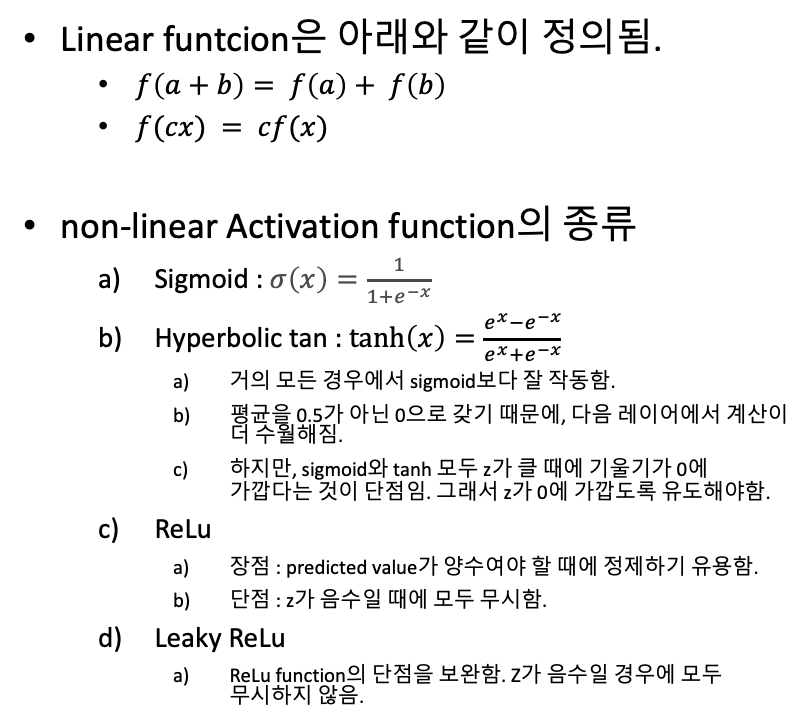 • Linear funtcion은 아래와 같이 정의됨.
• f(a + b) = f(a) + f(b)
• f(cx) = cf(x)
• non-linear Activation function의 종류
a) Sigmoid : σ(x) = 1/(1+e^−x)
b) Hyperbolic tan : tanh(x) = (e^x−e^−x)/(e^x+e^−x)
a) 거의 모든 경우에서 sigmoid보다 잘 작동함.
b) 평균을 0.5가 아닌 0으로 갖기 때문에, 다음 레이어에서 계산이
더 수월해짐.
c) 하지만, sigmoid와 tanh 모두 z가 클 때에 기울기가 0에
가깝다는 것이 단점임. 그래서 z가 0에 가깝도록 유도해야함.
c) ReLu
a) 장점 : predicted value가 양수여야 할 때에 정제하기 유용함.
b) 단점 : z가 음수일 때에 모두 무시함.
d) Leaky ReLu
a) ReLu function의 단점을 보완함. Z가 음수일 경우에 모두
무시하지 않음.